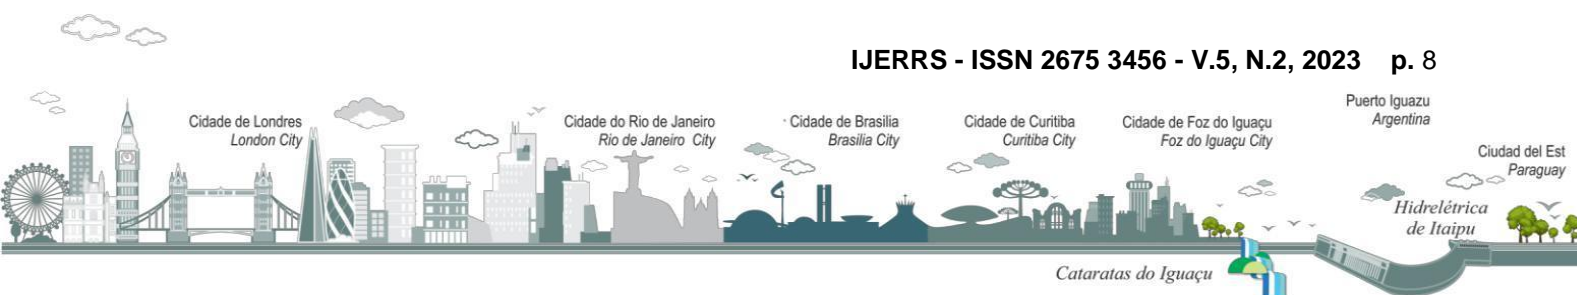 IJERRS - ISSN 2675 3456 - V.5, N.2, 2023 p. 8
Cidade de Londres
London City
Cidade do Rio de Janeiro
Rio de Janeiro City
Cidade de Brasilia
Brasilia City
Cidade de Curitiba
Curitiba City
Cidade de Foz do Iguaçu
Foz do Iguaçu City
Puerto Iguazu
Argentina
Ciudad del Est
Paraguay
Hidrelétrica
de Itaipu
Cataratas do Iguaçu